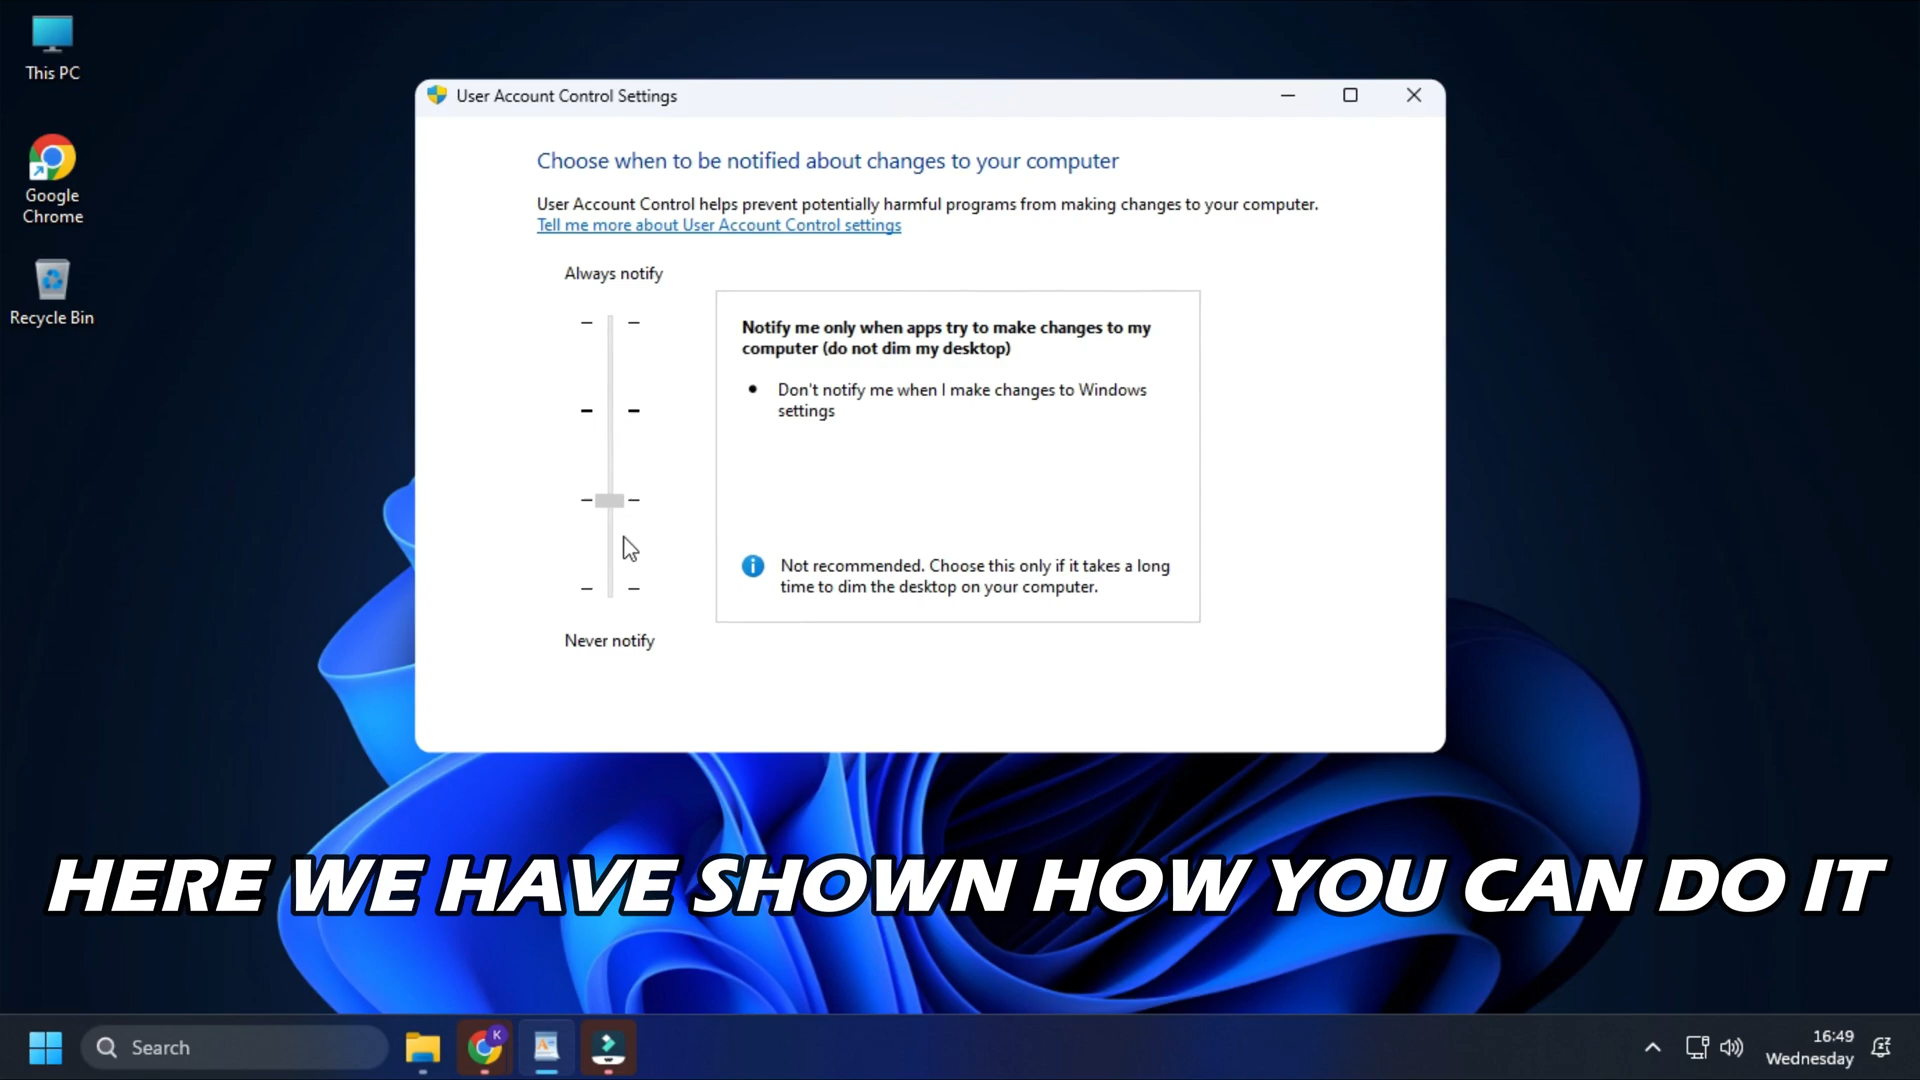 This PC
Google
Chrome
Recycle Bin
User Account Control Settings
Choose when to be notified about changes to your computer
User Account Control helps prevent potentially harmful programs from making changes to your computer.
Tell me more about User Account Control settings
Always notify
Notify me only when apps try to make changes to my
computer (do not dim my desktop)
Don't notify me when I make changes to Windows
settings
Not recommended. Choose this only if it takes a long
time to dim the desktop on your computer.
Never notify
HERE WE HAVE SHOWN HOW YOU CAN DO IT
Search
K
16:49
Wednesday